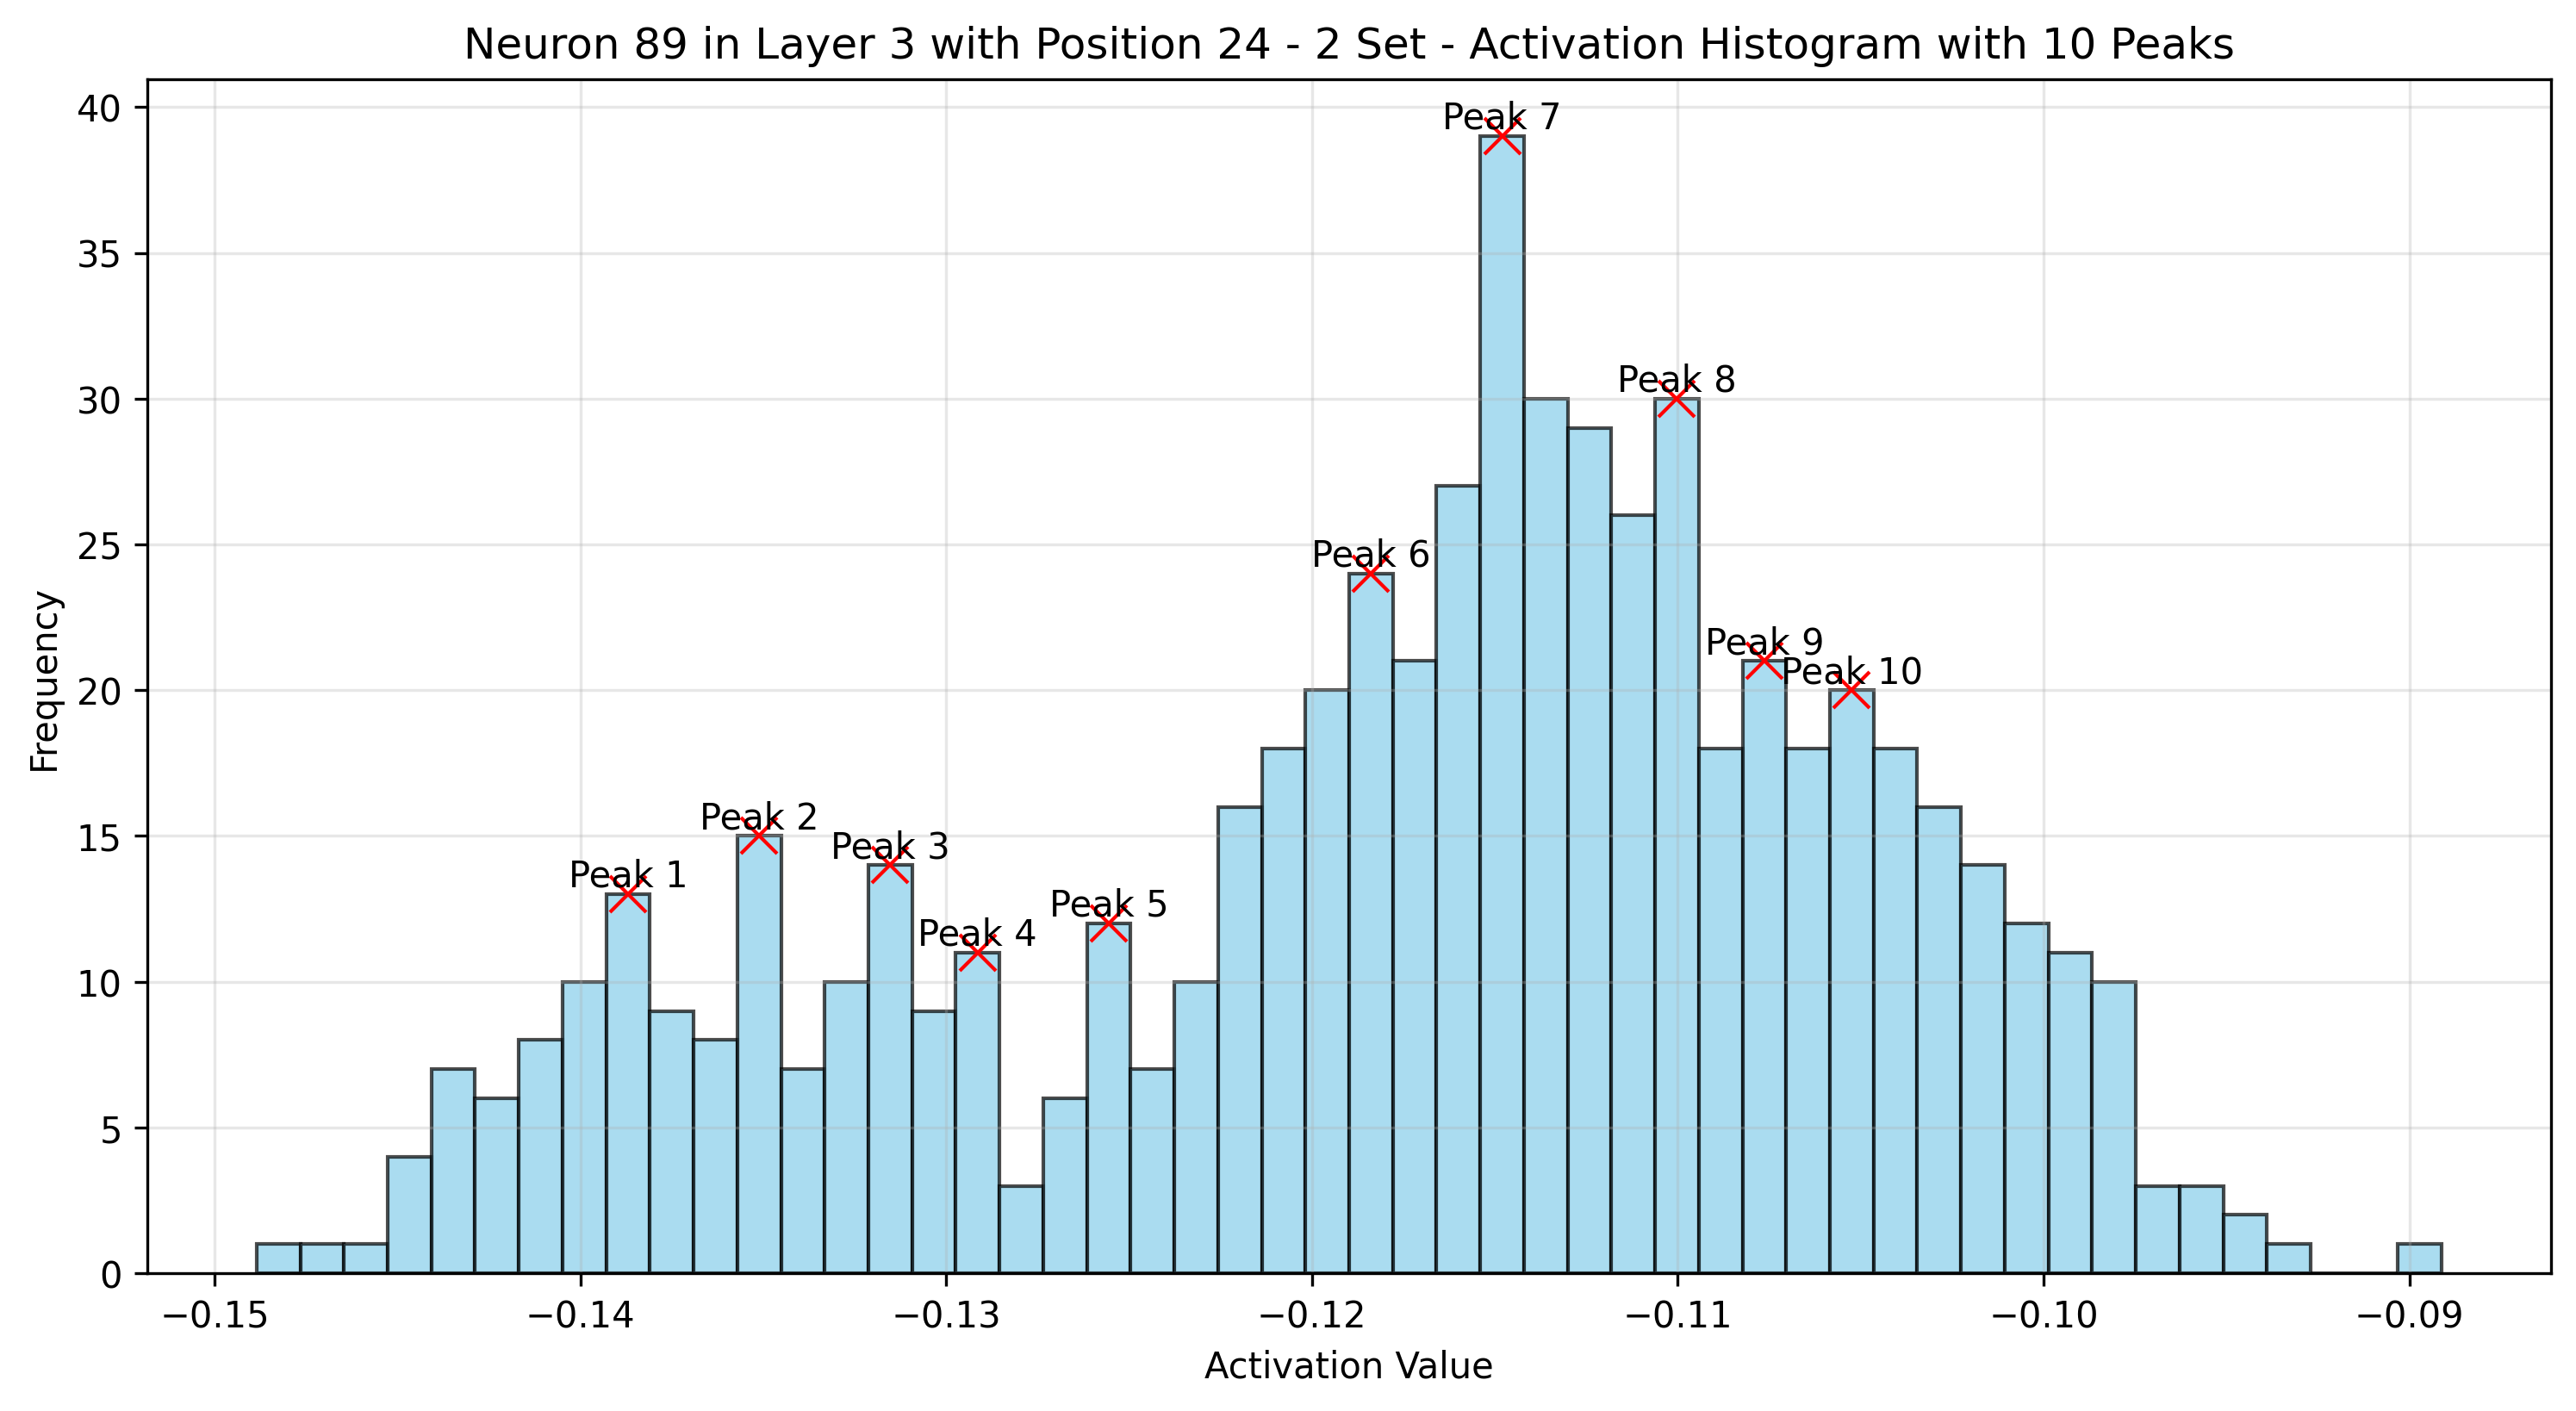 Neuron 89 in Layer 3 with Position 24 - 2 Set - Activation Histogram with 10 Peaks
40
35
30
25
20
15
10
5
0
Frequency
Peak 1
Peak 2
Peak 3
Peak 4
Peak 5
Peak 6
Peak 7
Peak 8
Peak 9
Peak 10
−0.15
−0.14
−0.13
−0.12
−0.11
−0.10
−0.09
Activation Value